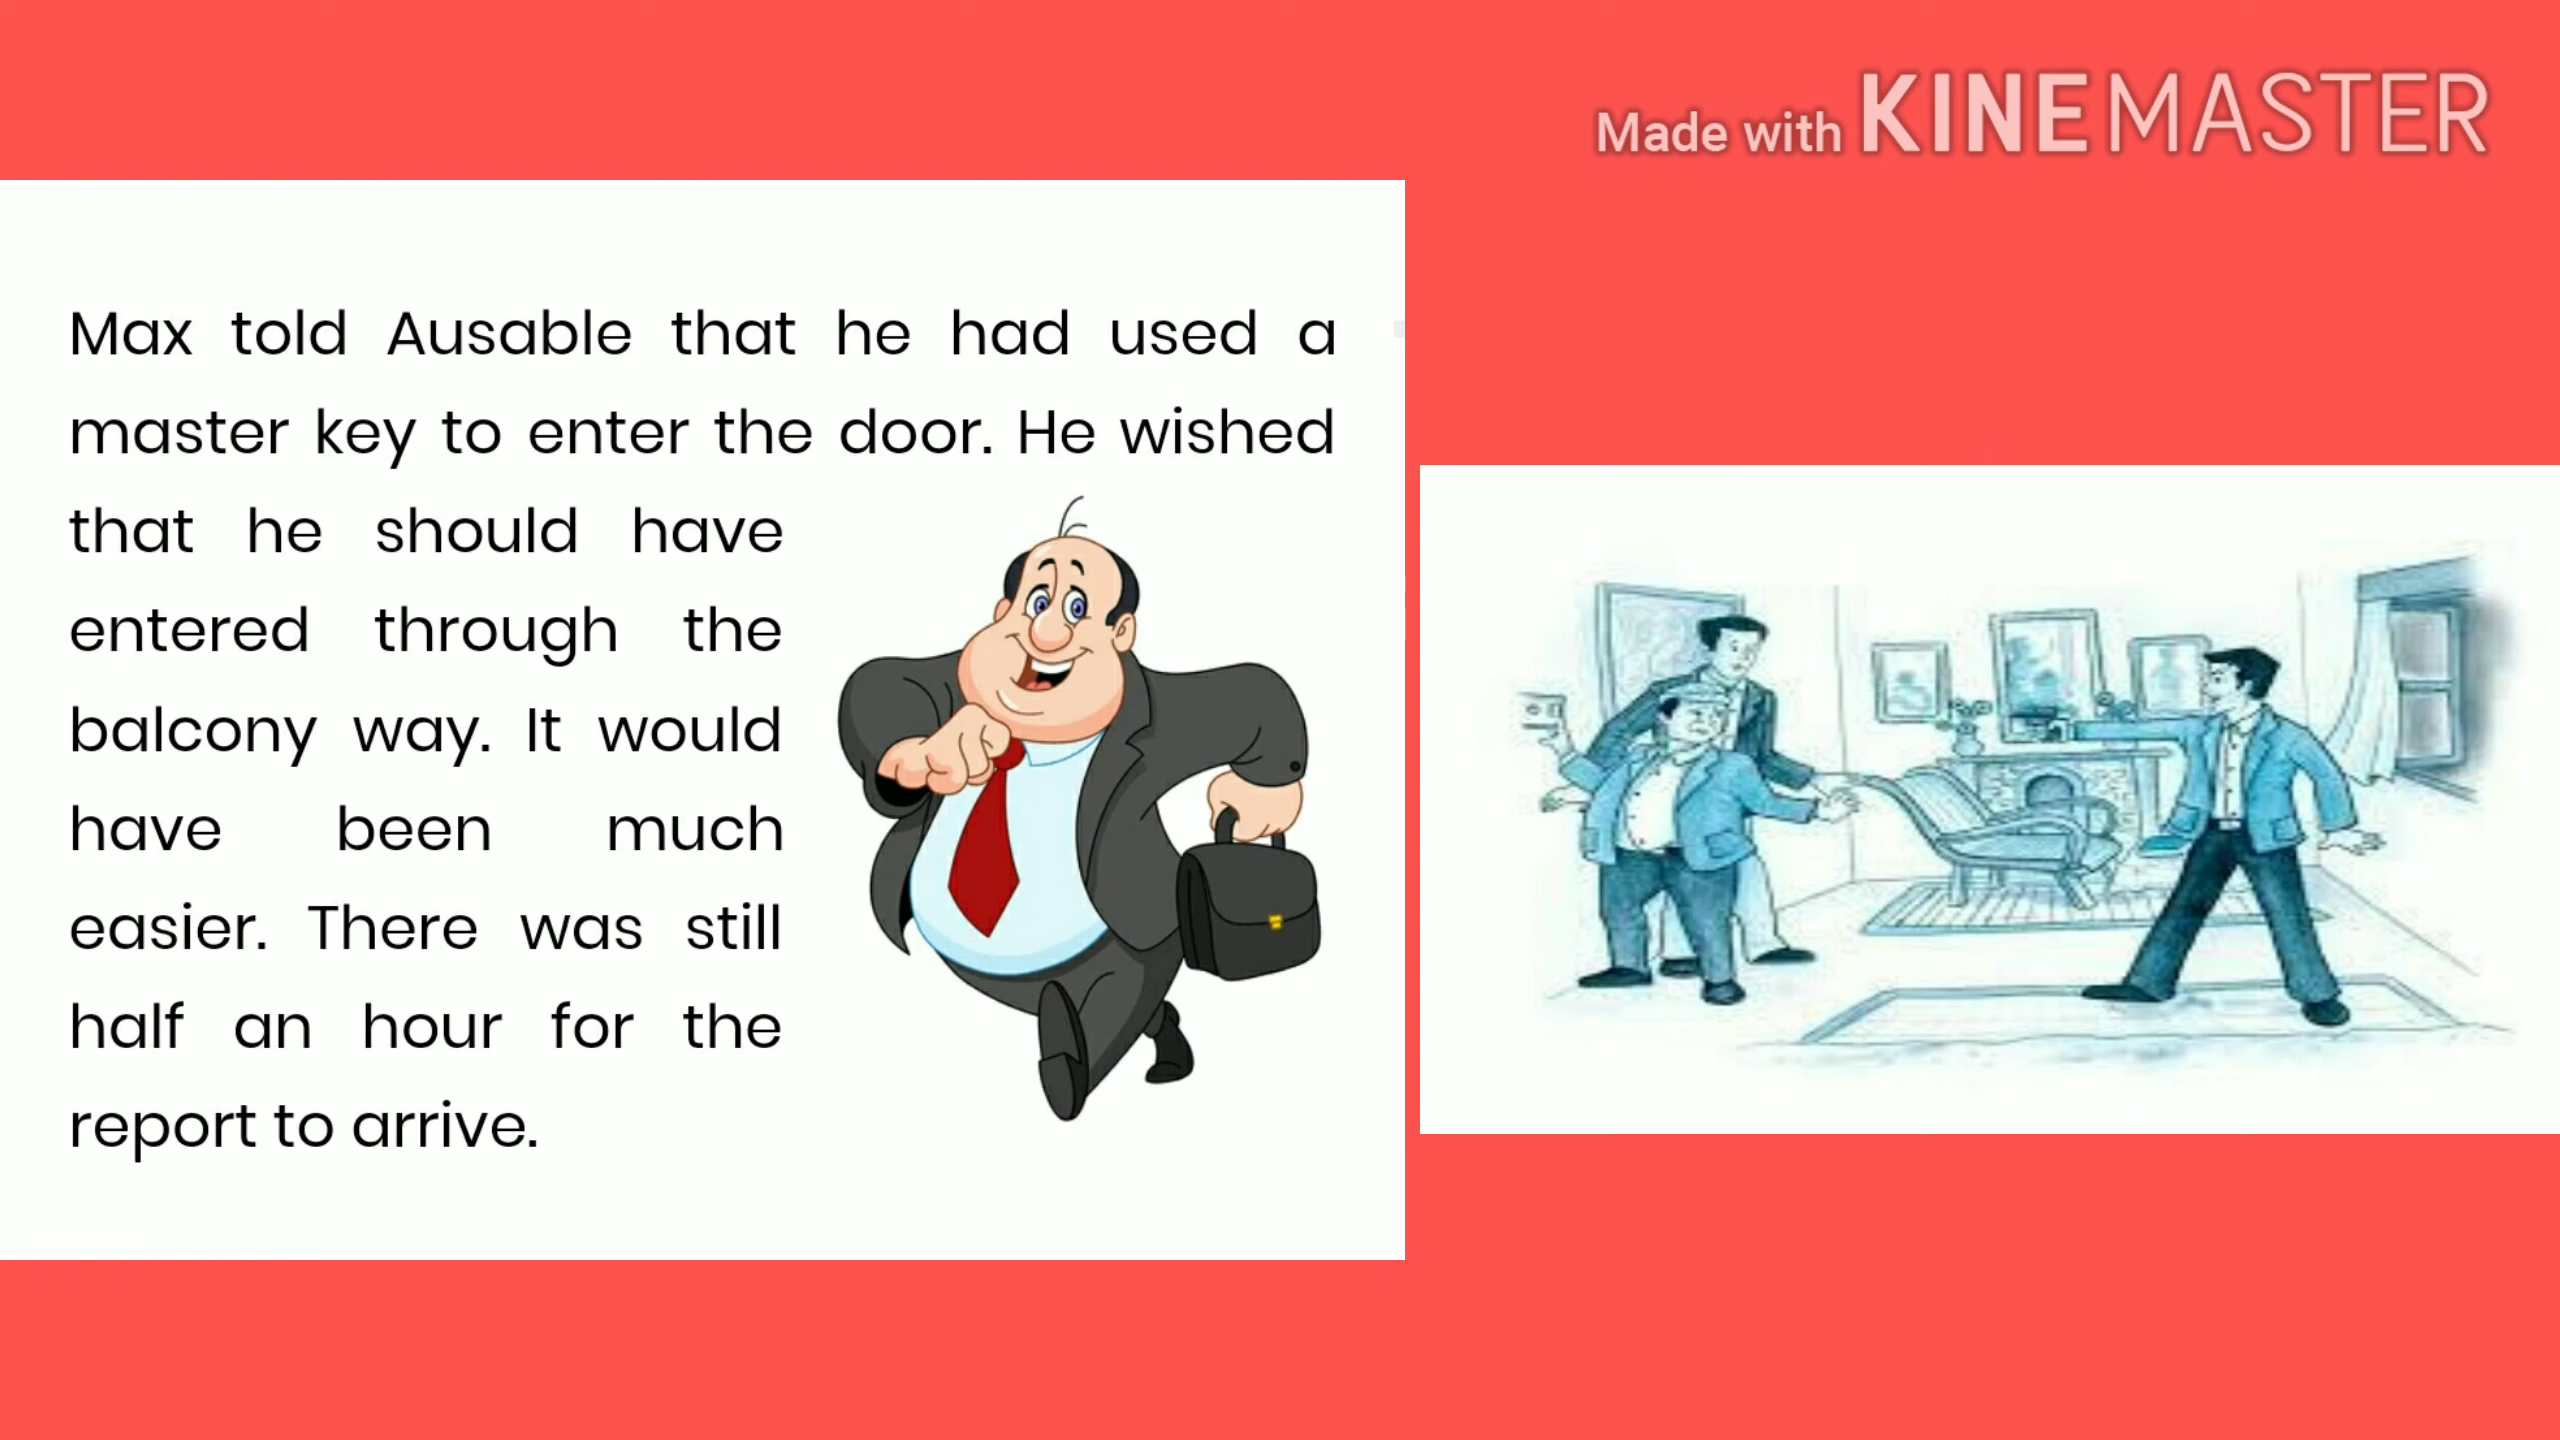 Made with KINEMASTER
Max told Ausable that he had used a
master key to enter the door. He wished
that he should have
entered through the
balcony way. It would
have been much
easier. There was still
half an hour for the
report to arrive.